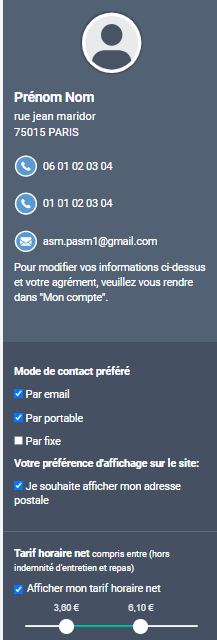 Prénom Nom
rue jean maridor
75015 PARIS
06 01 02 03 04
01 01 02 03 04
asm.pasm1@gmail.com
Pour modifier vos informations ci-dessus
et votre agrément, veuillez vous rendre
dans "Mon compte".
Mode de contact préféré
Par email
Par portable
Par fixe
Votre préférence d'affichage sur le site:
Je souhaite afficher mon adresse
postale
Tarif horaire net compris entre (hors
indemnité d'entretien et repas)
Afficher mon tarif horaire net
3,60 € 6,10 €